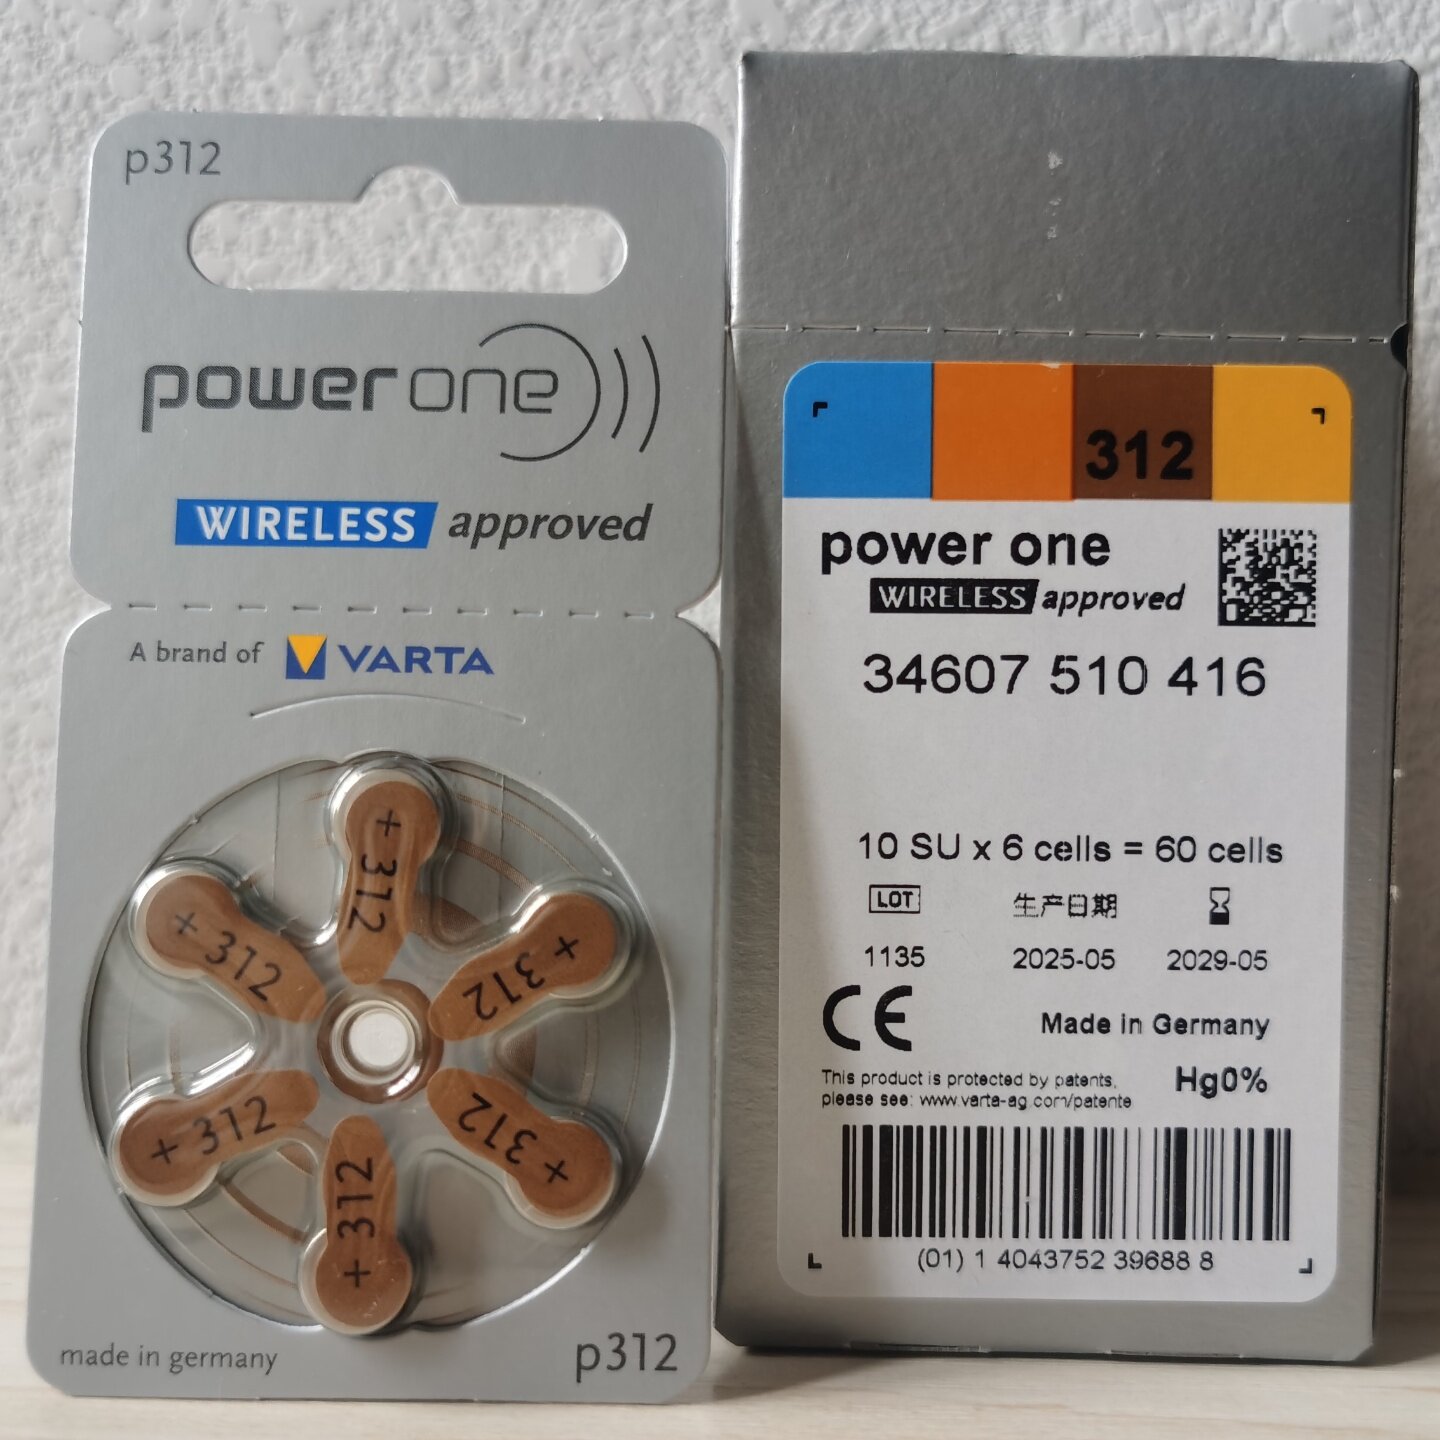 p312
power one
WIRELESS approved
A brand of VARTA
+ 312
+ 312
+ 312
+ 312
+ 312
+ 312
made in germany
p312
312
power one
WIRELESS approved
34607 510 416
10 SU x 6 cells = 60 cells
LOT 生产日期
1135 2025-05 2029-05
CE
Made in Germany
This product is protected by patents,
please see: www.varta-ag.com/patente
Hg0%
(01) 1 4043752 39688 8